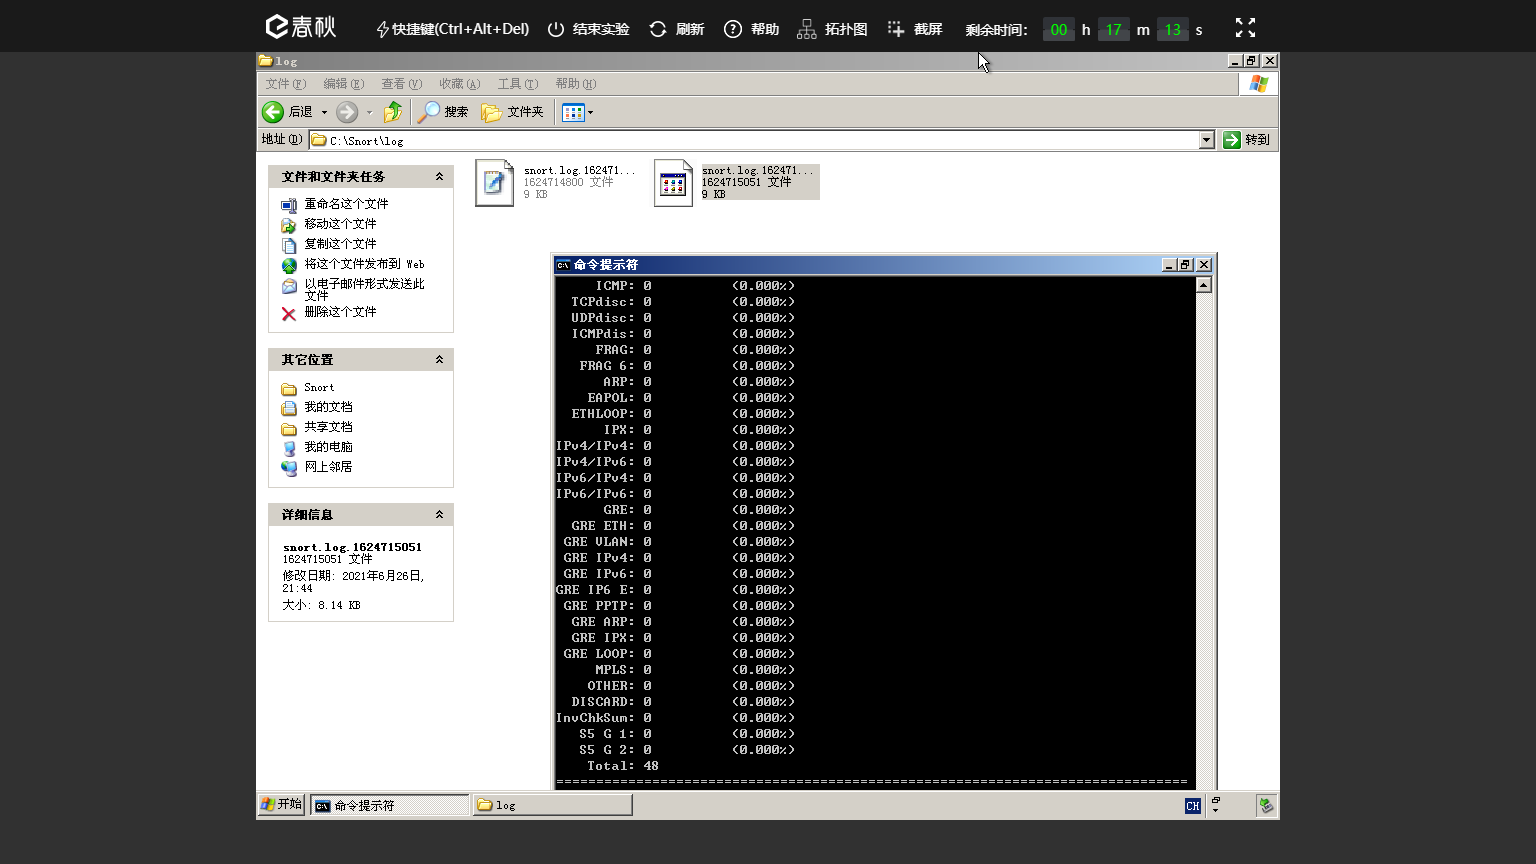 春秋 快捷键(Ctrl+Alt+Del) 结束实验 刷新 帮助 拓扑图 截屏 剩余时间: 00 h 17 m 13 s
log
文件(F) 编辑(E) 查看(V) 收藏(A) 工具(T) 帮助(H)
后退 搜索 文件夹
地址(D) C:\Snort\log 转到
文件和文件夹任务
重命名这个文件
移动这个文件
复制这个文件
将这个文件发布到 Web
以电子邮件形式发送此
文件
删除这个文件
其它位置
Snort
我的文档
共享文档
我的电脑
网上邻居
详细信息
snort.log.1624715051
1624715051 文件
修改日期: 2021年6月26日,
21:44
大小: 8.14 KB
snort.log.162471...
1624714800 文件
9 KB
snort.log.162471...
1624715051 文件
9 KB
命令提示符
ICMP: 0 (0.000%)
TCPdisc: 0 (0.000%)
UDPdisc: 0 (0.000%)
ICMPdis: 0 (0.000%)
FRAG: 0 (0.000%)
FRAG 6: 0 (0.000%)
ARP: 0 (0.000%)
EAPOL: 0 (0.000%)
ETHLOOP: 0 (0.000%)
IPX: 0 (0.000%)
IPv4/IPv4: 0 (0.000%)
IPv4/IPv6: 0 (0.000%)
IPv6/IPv4: 0 (0.000%)
IPv6/IPv6: 0 (0.000%)
GRE: 0 (0.000%)
GRE ETH: 0 (0.000%)
GRE VLAN: 0 (0.000%)
GRE IPv4: 0 (0.000%)
GRE IPv6: 0 (0.000%)
GRE IP6 E: 0 (0.000%)
GRE PPTP: 0 (0.000%)
GRE ARP: 0 (0.000%)
GRE IPX: 0 (0.000%)
GRE LOOP: 0 (0.000%)
MPLS: 0 (0.000%)
OTHER: 0 (0.000%)
DISCARD: 0 (0.000%)
InvChkSum: 0 (0.000%)
S5 G 1: 0 (0.000%)
S5 G 2: 0 (0.000%)
Total: 48
===============================================================================
开始 命令提示符 log CH